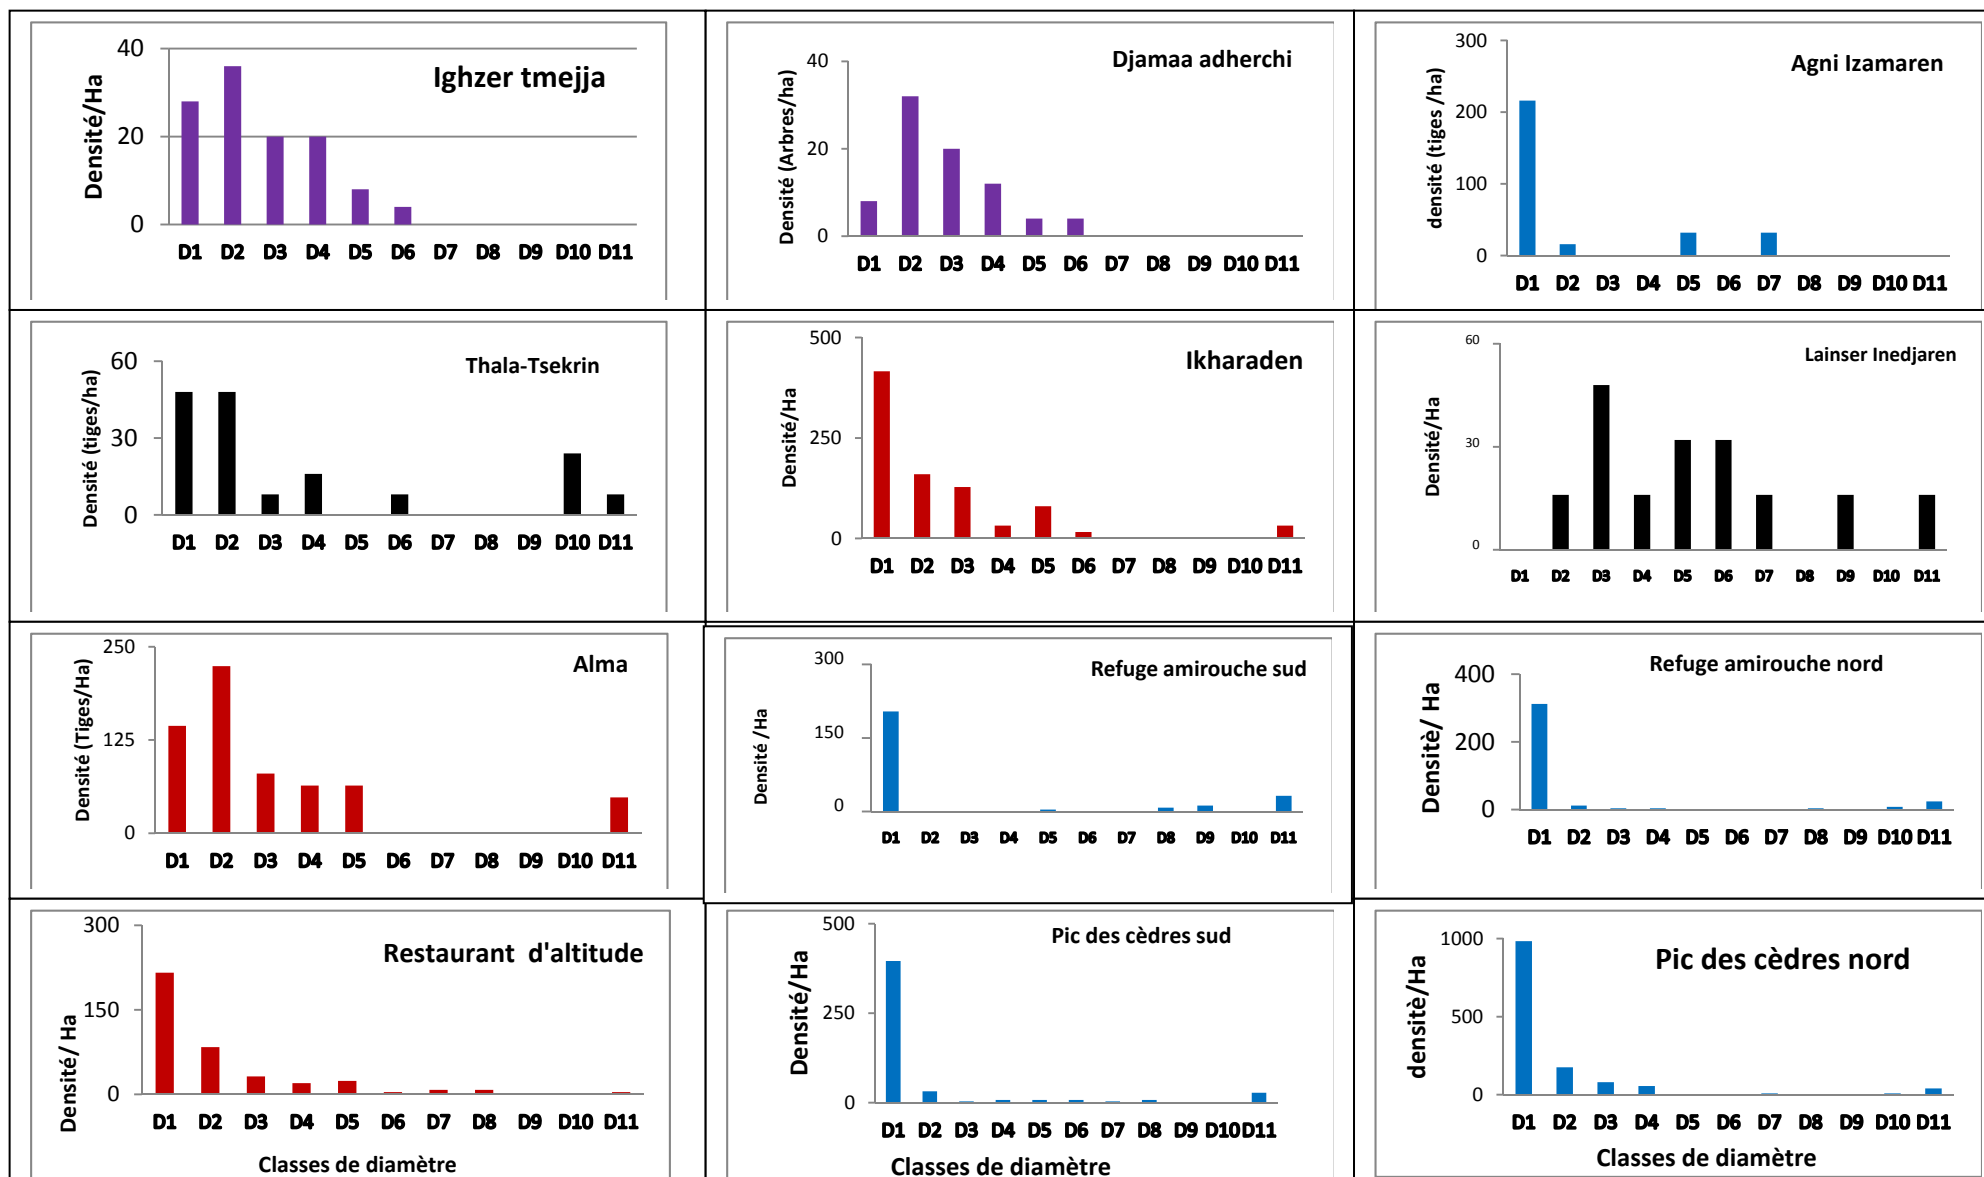 Ighzer tmejja
Densité/Ha
40
20
0
D1 D2 D3 D4 D5 D6 D7 D8 D9 D10 D11
Djamaa adherchi
Densité (Arbres/ha)
40
20
0
D1 D2 D3 D4 D5 D6 D7 D8 D9 D10 D11
Agni Izamaren
densité (tiges /ha)
300
200
100
0
D1 D2 D3 D4 D5 D6 D7 D8 D9 D10 D11
Thala-Tsekrin
Densité (tiges/ha)
60
30
0
D1 D2 D3 D4 D5 D6 D7 D8 D9 D10 D11
Ikharaden
Densité/Ha
500
250
0
D1 D2 D3 D4 D5 D6 D7 D8 D9 D10 D11
Lainser Inedjaren
Densité/Ha
60
30
0
D1 D2 D3 D4 D5 D6 D7 D8 D9 D10 D11
Alma
Densité (Tiges/Ha)
250
125
0
D1 D2 D3 D4 D5 D6 D7 D8 D9 D10 D11
Refuge amirouche sud
Densité /Ha
300
150
0
D1 D2 D3 D4 D5 D6 D7 D8 D9 D10 D11
Refuge amirouche nord
Densitè/ Ha
400
200
0
D1 D2 D3 D4 D5 D6 D7 D8 D9 D10 D11
Restaurant d'altitude
Densité/ Ha
300
150
0
D1 D2 D3 D4 D5 D6 D7 D8 D9 D10 D11
Classes de diamètre
Pic des cèdres sud
Densité/Ha
500
250
0
D1 D2 D3 D4 D5 D6 D7 D8 D9 D10 D11
Classes de diamètre
Pic des cèdres nord
densitè/Ha
1000
500
0
D1 D2 D3 D4 D5 D6 D7 D8 D9 D10 D11
Classes de diamètre